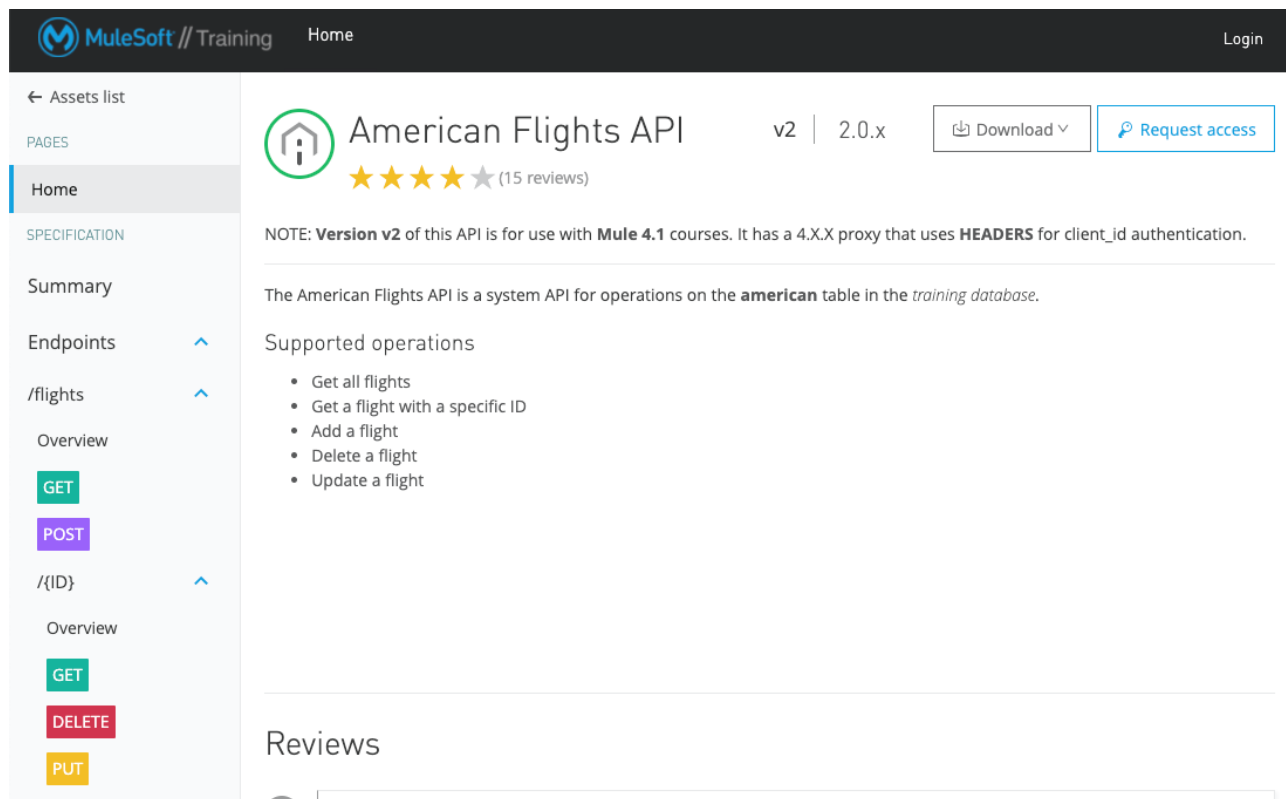 MuleSoft // Training Home Login
← Assets list
PAGES
Home
SPECIFICATION
Summary
Endpoints
/flights
Overview
GET
POST
/{ID}
Overview
GET
DELETE
PUT
American Flights API v2 | 2.0.x Download Request access
(15 reviews)
NOTE: Version v2 of this API is for use with Mule 4.1 courses. It has a 4.X.X proxy that uses HEADERS for client_id authentication.
The American Flights API is a system API for operations on the american table in the training database.
Supported operations
• Get all flights
• Get a flight with a specific ID
• Add a flight
• Delete a flight
• Update a flight
Reviews